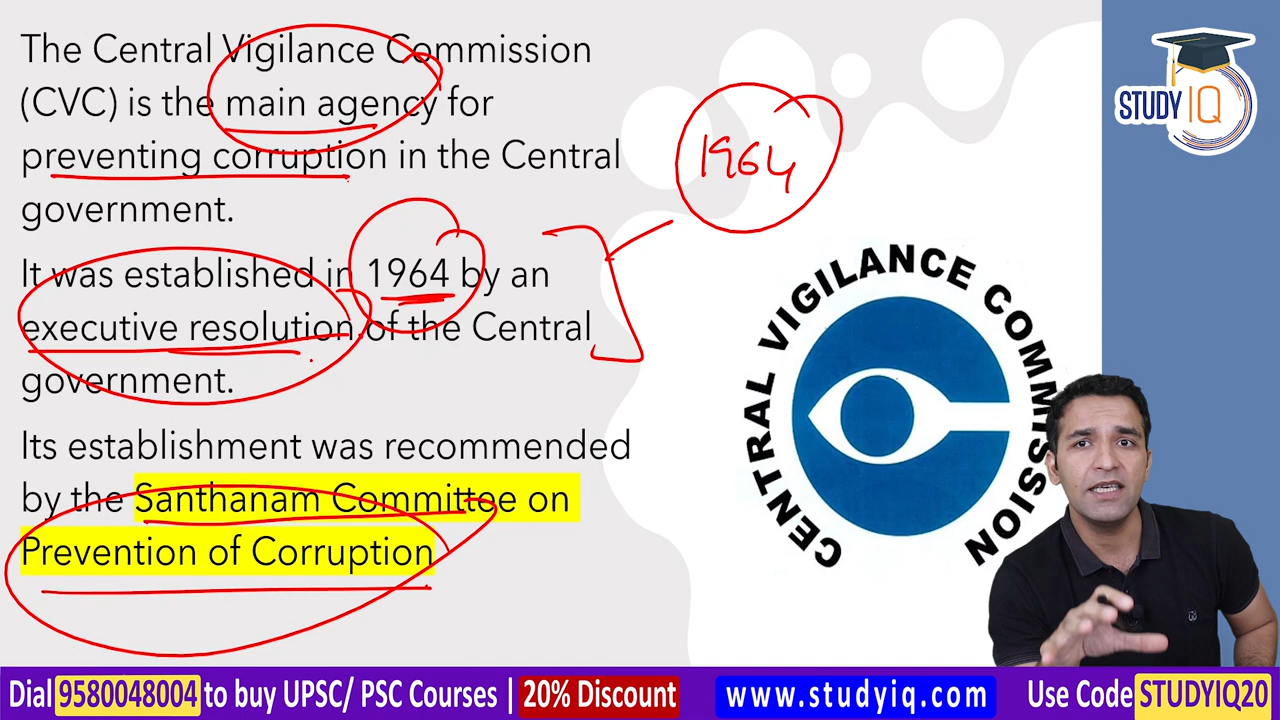 The Central Vigilance Commission
(CVC) is the main agency for
preventing corruption in the Central
government.
It was established in 1964 by an
executive resolution of the Central
government.
Its establishment was recommended
by the Santhanam Committee on
Prevention of Corruption
1964
CENTRAL VIGILANCE COMMISSION
STUDY IQ
Dial 9580048004 to buy UPSC/ PSC Courses | 20% Discount
www.studyiq.com
Use Code STUDYIQ20